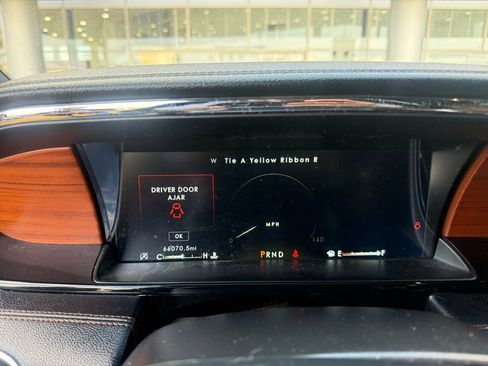 W Tie A Yellow Ribbon R
DRIVER DOOR
AJAR
OK
MPH
0 140
66070.5mi
C H PRND E F